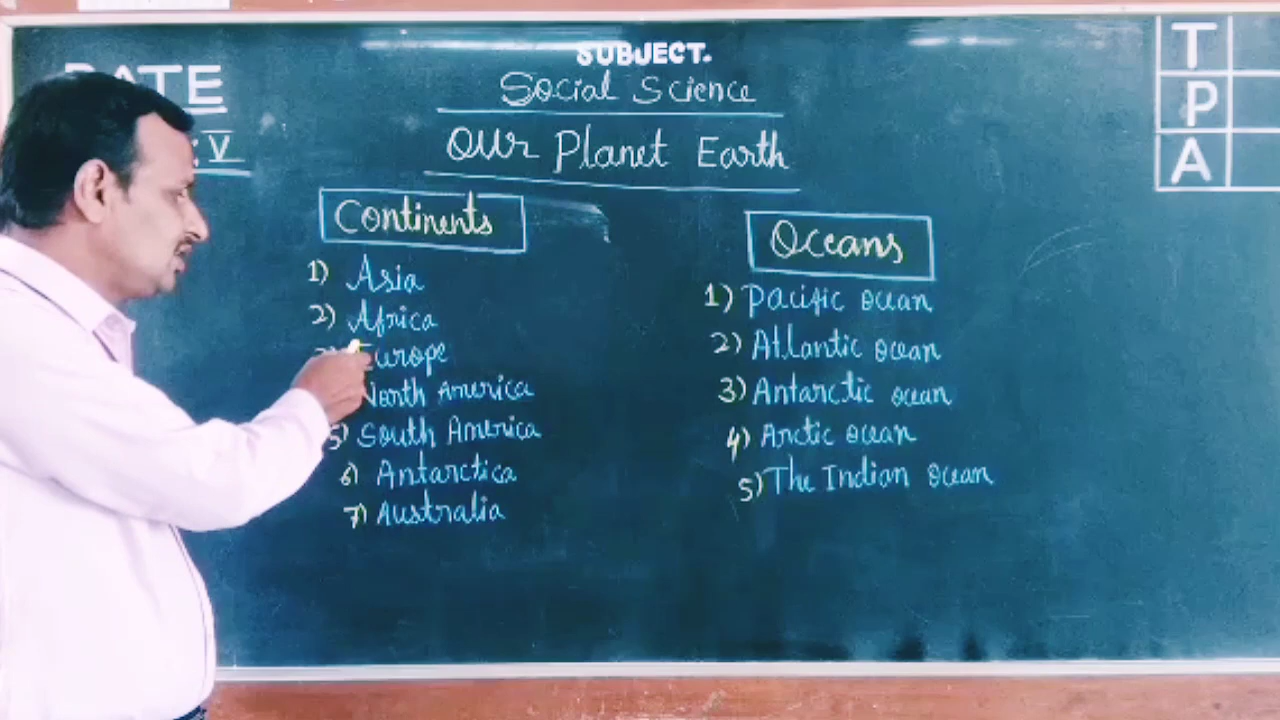 SUBJECT.
DATE
Social Science
: V
Our Planet Earth
T
P
A
Continents
1) Asia
2) Africa
Europe
North America
5) South America
6) Antarctica
7) Australia
Oceans
1) Pacific ocean
2) Atlantic ocean
3) Antarctic ocean
4) Arctic ocean
5) The Indian Ocean